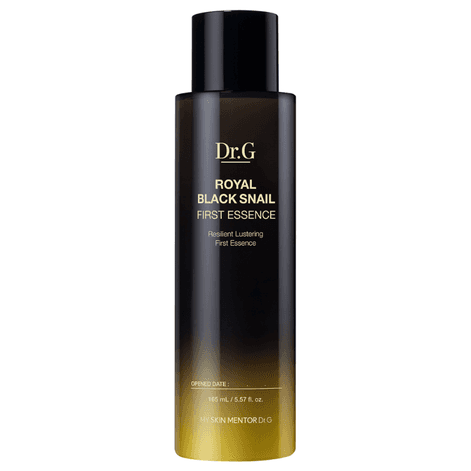 Dr.G
ROYAL
BLACK SNAIL
FIRST ESSENCE
Resilient Lustering
First Essence
OPENED DATE :
165 mL / 5.57 fl. oz.
MY SKIN MENTOR Dr.G